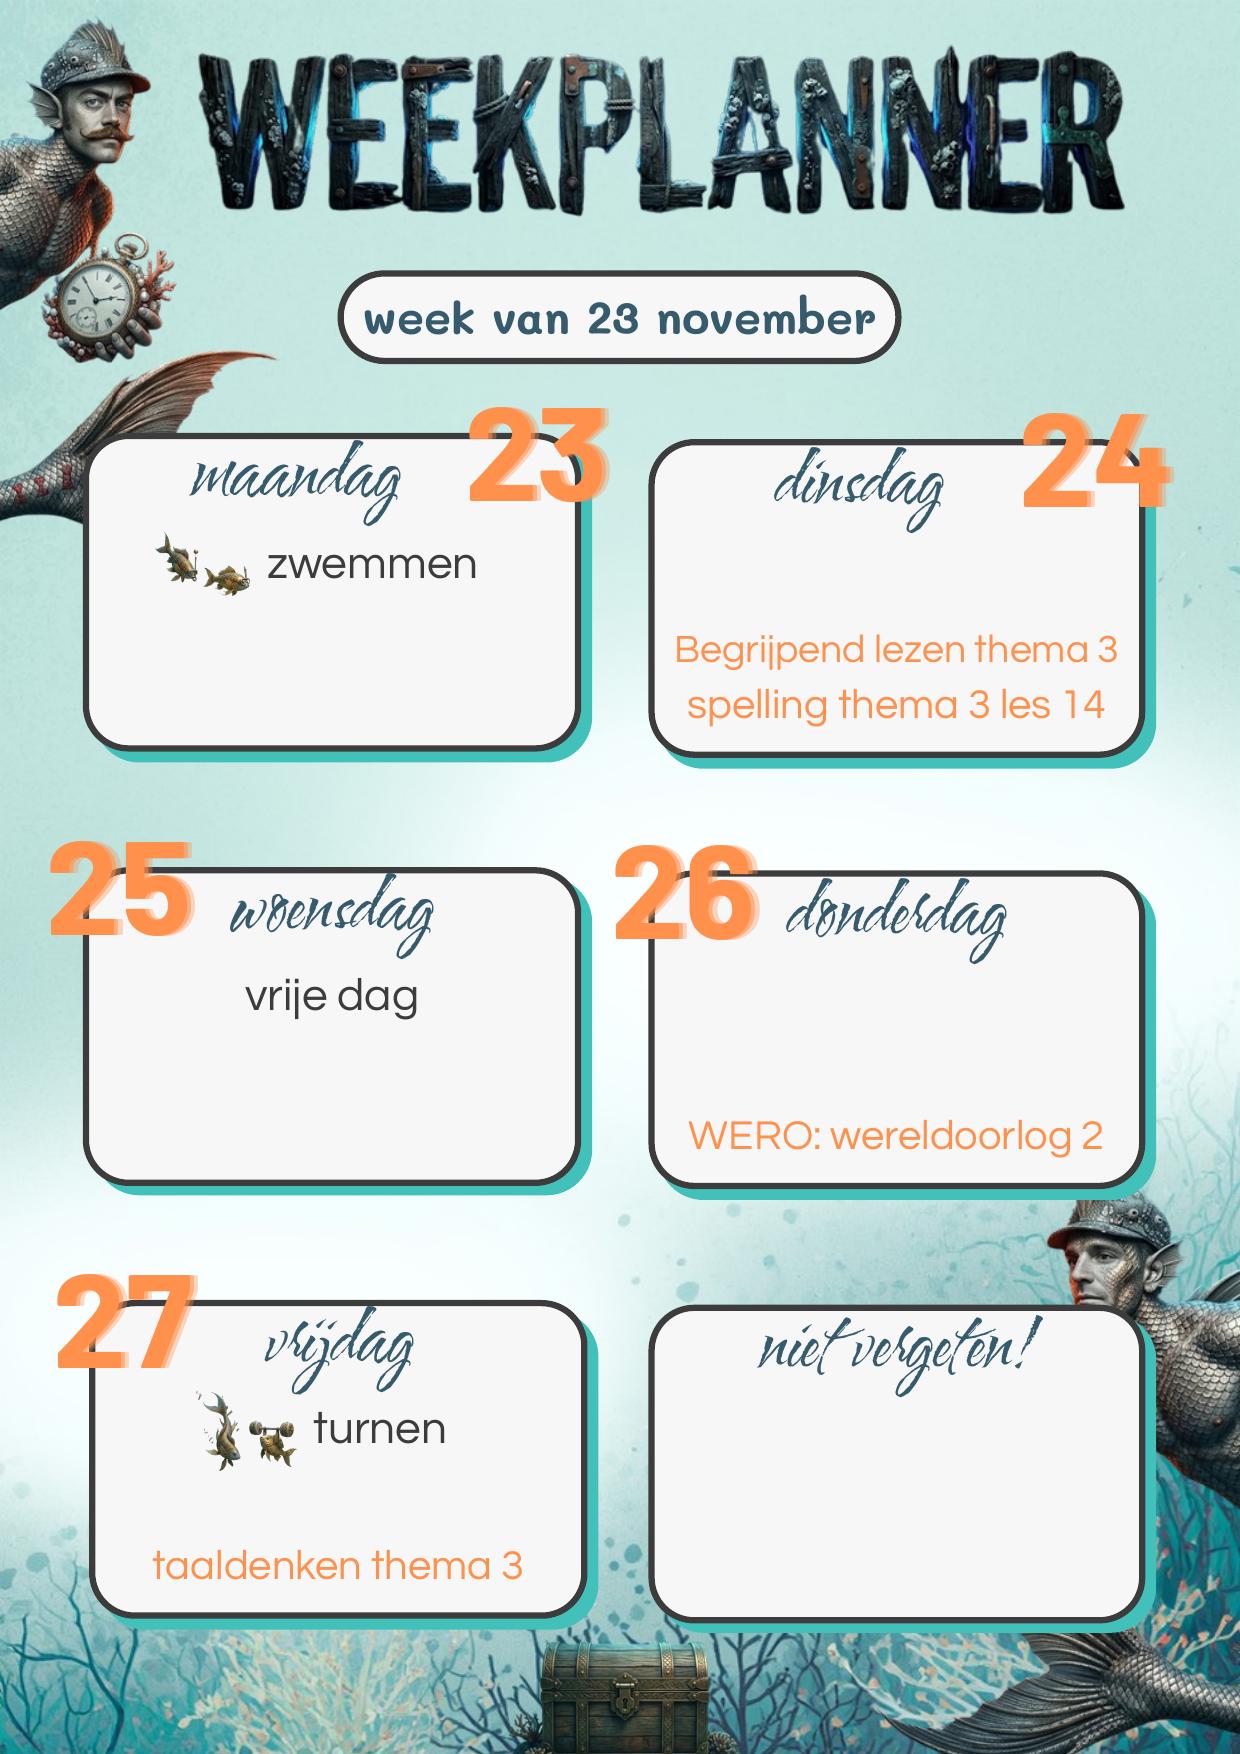 WEEKPLANNER
week van 23 november
maandag 23
zwemmen
dinsdag 24
Begrijpend lezen thema 3
spelling thema 3 les 14
25 woensdag
vrije dag
26 donderdag
WERO: wereldoorlog 2
27 vrijdag
turnen
taaldenken thema 3
niet vergeten!